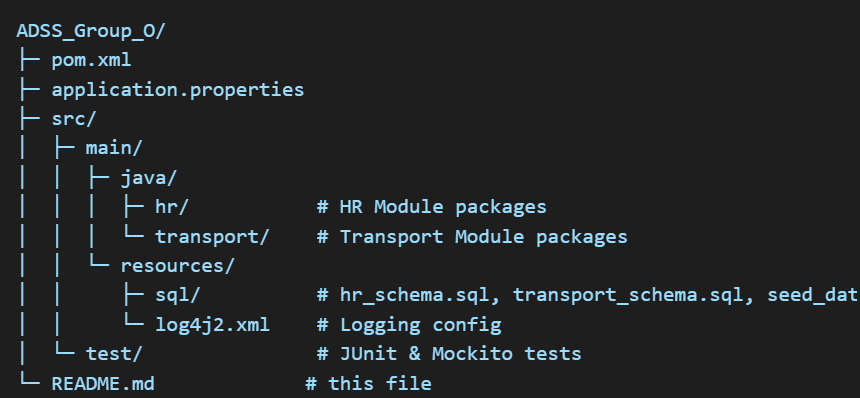 ADSS_Group_O/
├─ pom.xml
├─ application.properties
├─ src/
│  ├─ main/
│  │  ├─ java/
│  │  │  ├─ hr/           # HR Module packages
│  │  │  └─ transport/    # Transport Module packages
│  │  └─ resources/
│  │     ├─ sql/          # hr_schema.sql, transport_schema.sql, seed_dat
│  │     └─ log4j2.xml    # Logging config
│  └─ test/               # JUnit & Mockito tests
└─ README.md             # this file